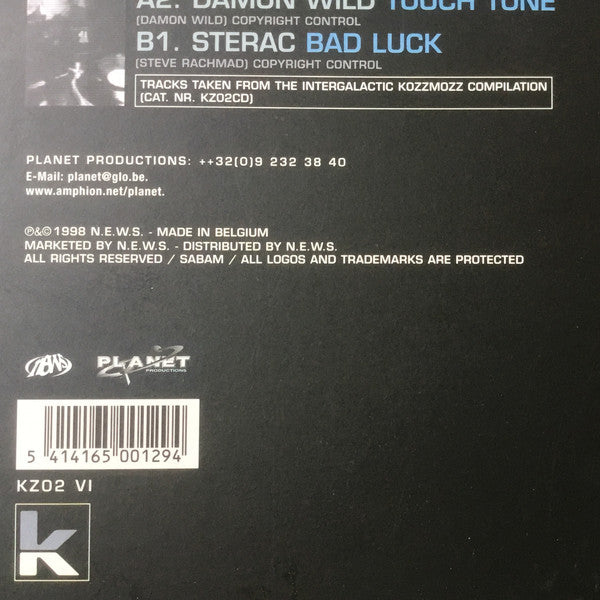 A2. DAMON WILD TOUCH TONE
(DAMON WILD) COPYRIGHT CONTROL
B1. STERAC BAD LUCK
(STEVE RACHMAD) COPYRIGHT CONTROL
TRACKS TAKEN FROM THE INTERGALACTIC KOZZMOZZ COMPILATION
(CAT. NR. KZ02CD)
PLANET PRODUCTIONS: ++32(0)9 232 38 40
E-Mail: planet@glo.be.
www.amphion.net/planet.
℗&© 1998 N.E.W.S. - MADE IN BELGIUM
MARKETED BY N.E.W.S. - DISTRIBUTED BY N.E.W.S.
ALL RIGHTS RESERVED / SABAM / ALL LOGOS AND TRADEMARKS ARE PROTECTED
PLANET
PRODUCTIONS
5 414165 001294
KZ02 VI
k